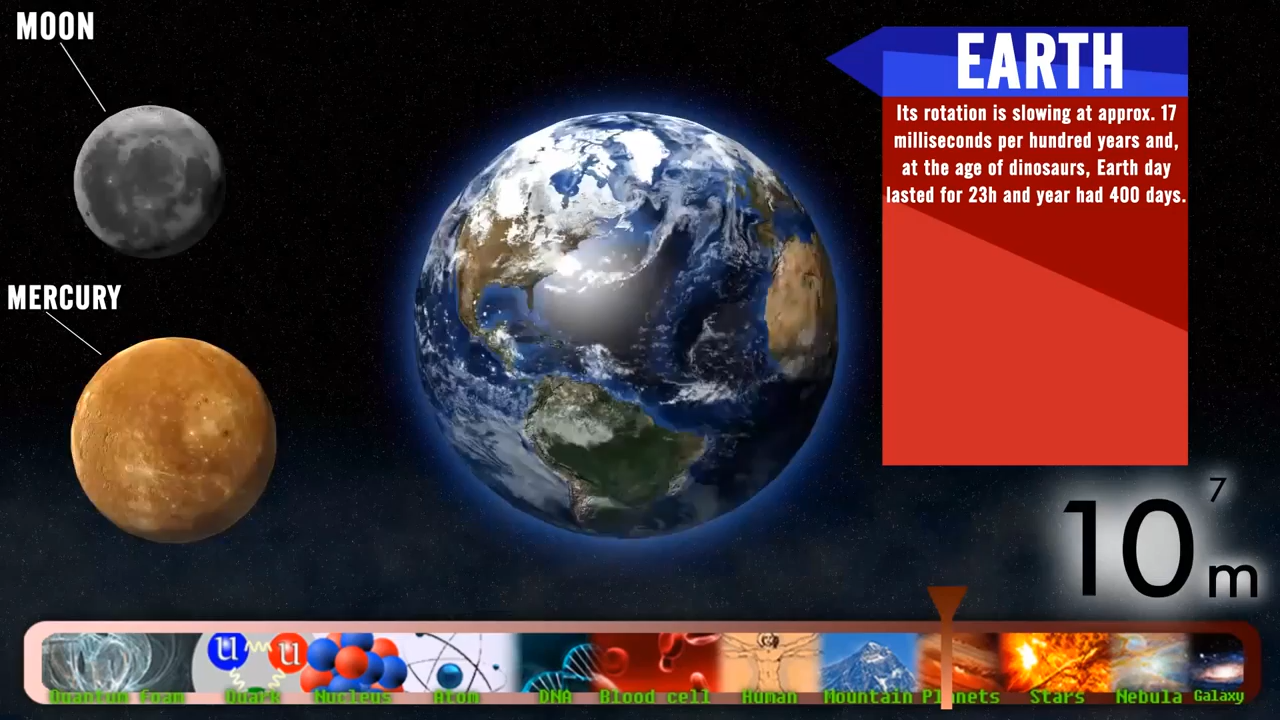 MOON
MERCURY
EARTH
Its rotation is slowing at approx. 17
milliseconds per hundred years and,
at the age of dinosaurs, Earth day
lasted for 23h and year had 400 days.
10⁷ m
u u
Quantum Foam Quark Nucleus Atom DNA Blood cell Human Mountain Planets Stars Nebula Galaxy